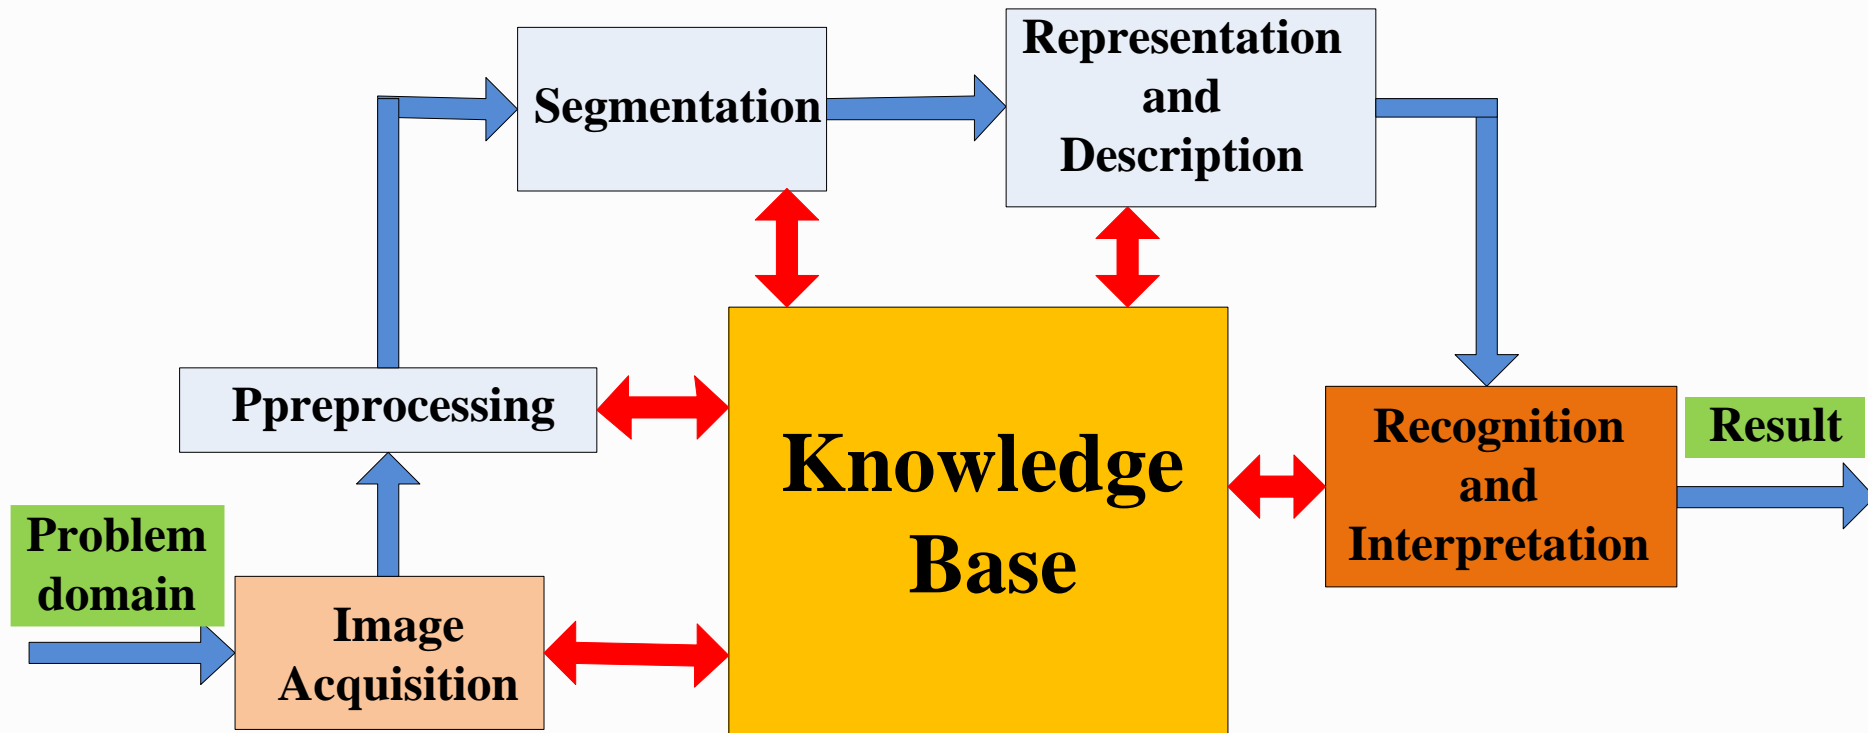 Segmentation
Representation
and
Description
Ppreprocessing
Knowledge
Base
Recognition
and
Interpretation
Result
Problem
domain
Image
Acquisition